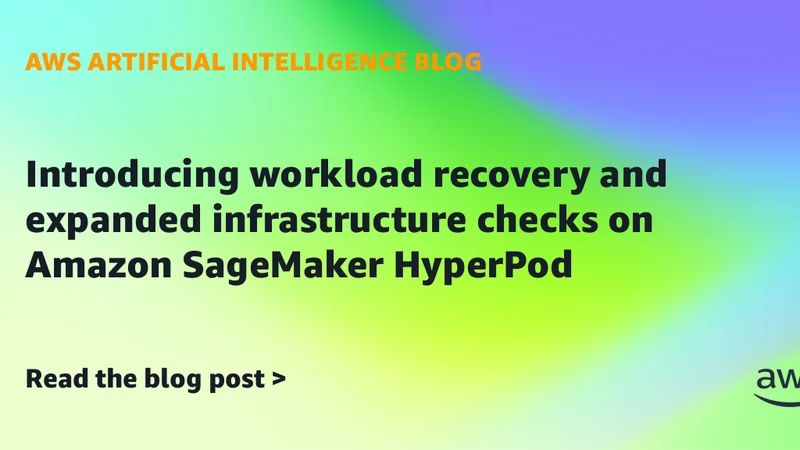 AWS ARTIFICIAL INTELLIGENCE BLOG
Introducing workload recovery and
expanded infrastructure checks on
Amazon SageMaker HyperPod
Read the blog post >
aw